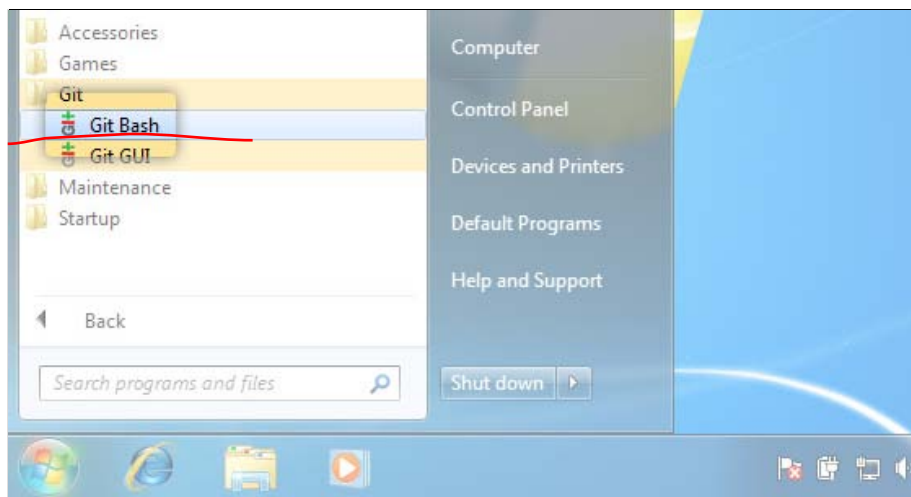 Accessories
Games
Git
Git Bash
Git GUI
Maintenance
Startup
Back
Search programs and files
Computer
Control Panel
Devices and Printers
Default Programs
Help and Support
Shut down